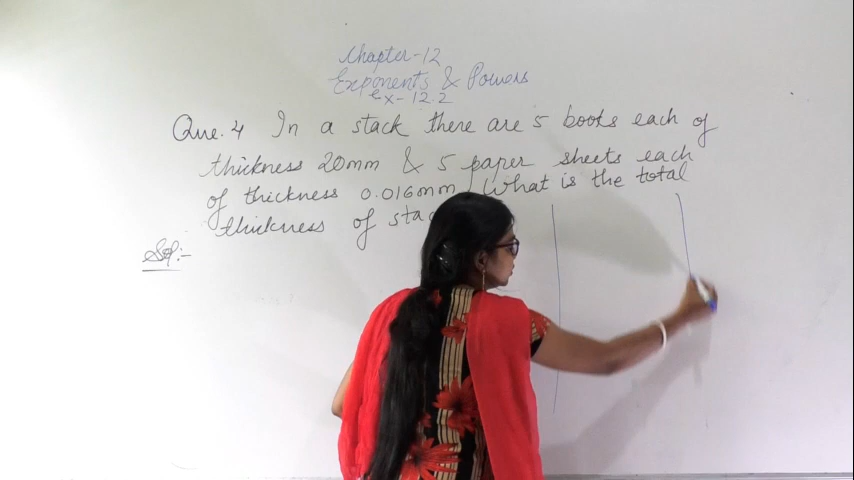 Chapter-12
Exponents & Powers
ex-12.2
Que.4 In a stack there are 5 books each of
thickness 20mm & 5 paper sheets each
of thickness 0.016mm. What is the total
thickness of stac
Sol:-